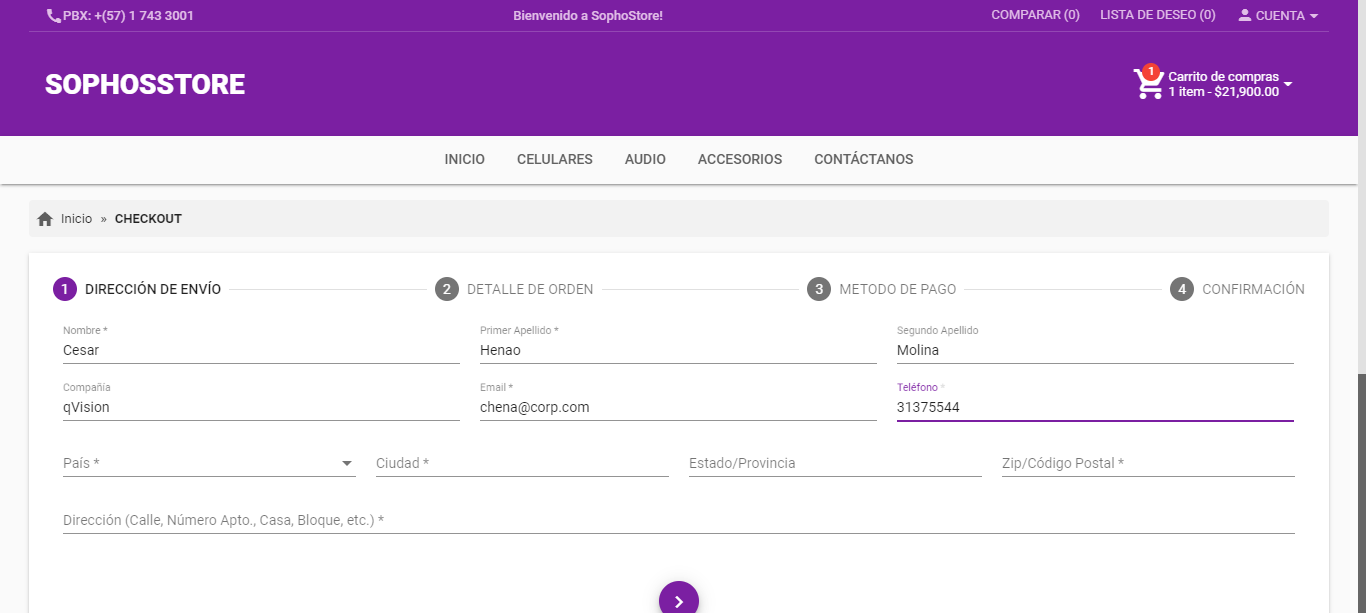 PBX: +(57) 1 743 3001
Bienvenido a SophoStore!
COMPARAR (0) LISTA DE DESEO (0) CUENTA
SOPHOSSTORE
1
Carrito de compras
1 item - $21,900.00
INICIO CELULARES AUDIO ACCESORIOS CONTÁCTANOS
Inicio » CHECKOUT
1 DIRECCIÓN DE ENVÍO 2 DETALLE DE ORDEN 3 METODO DE PAGO 4 CONFIRMACIÓN
Nombre * Primer Apellido * Segundo Apellido
Cesar Henao Molina
Compañía Email * Teléfono *
qVision chena@corp.com 31375544
País * Ciudad * Estado/Provincia Zip/Código Postal *
Dirección (Calle, Número Apto., Casa, Bloque, etc.) *